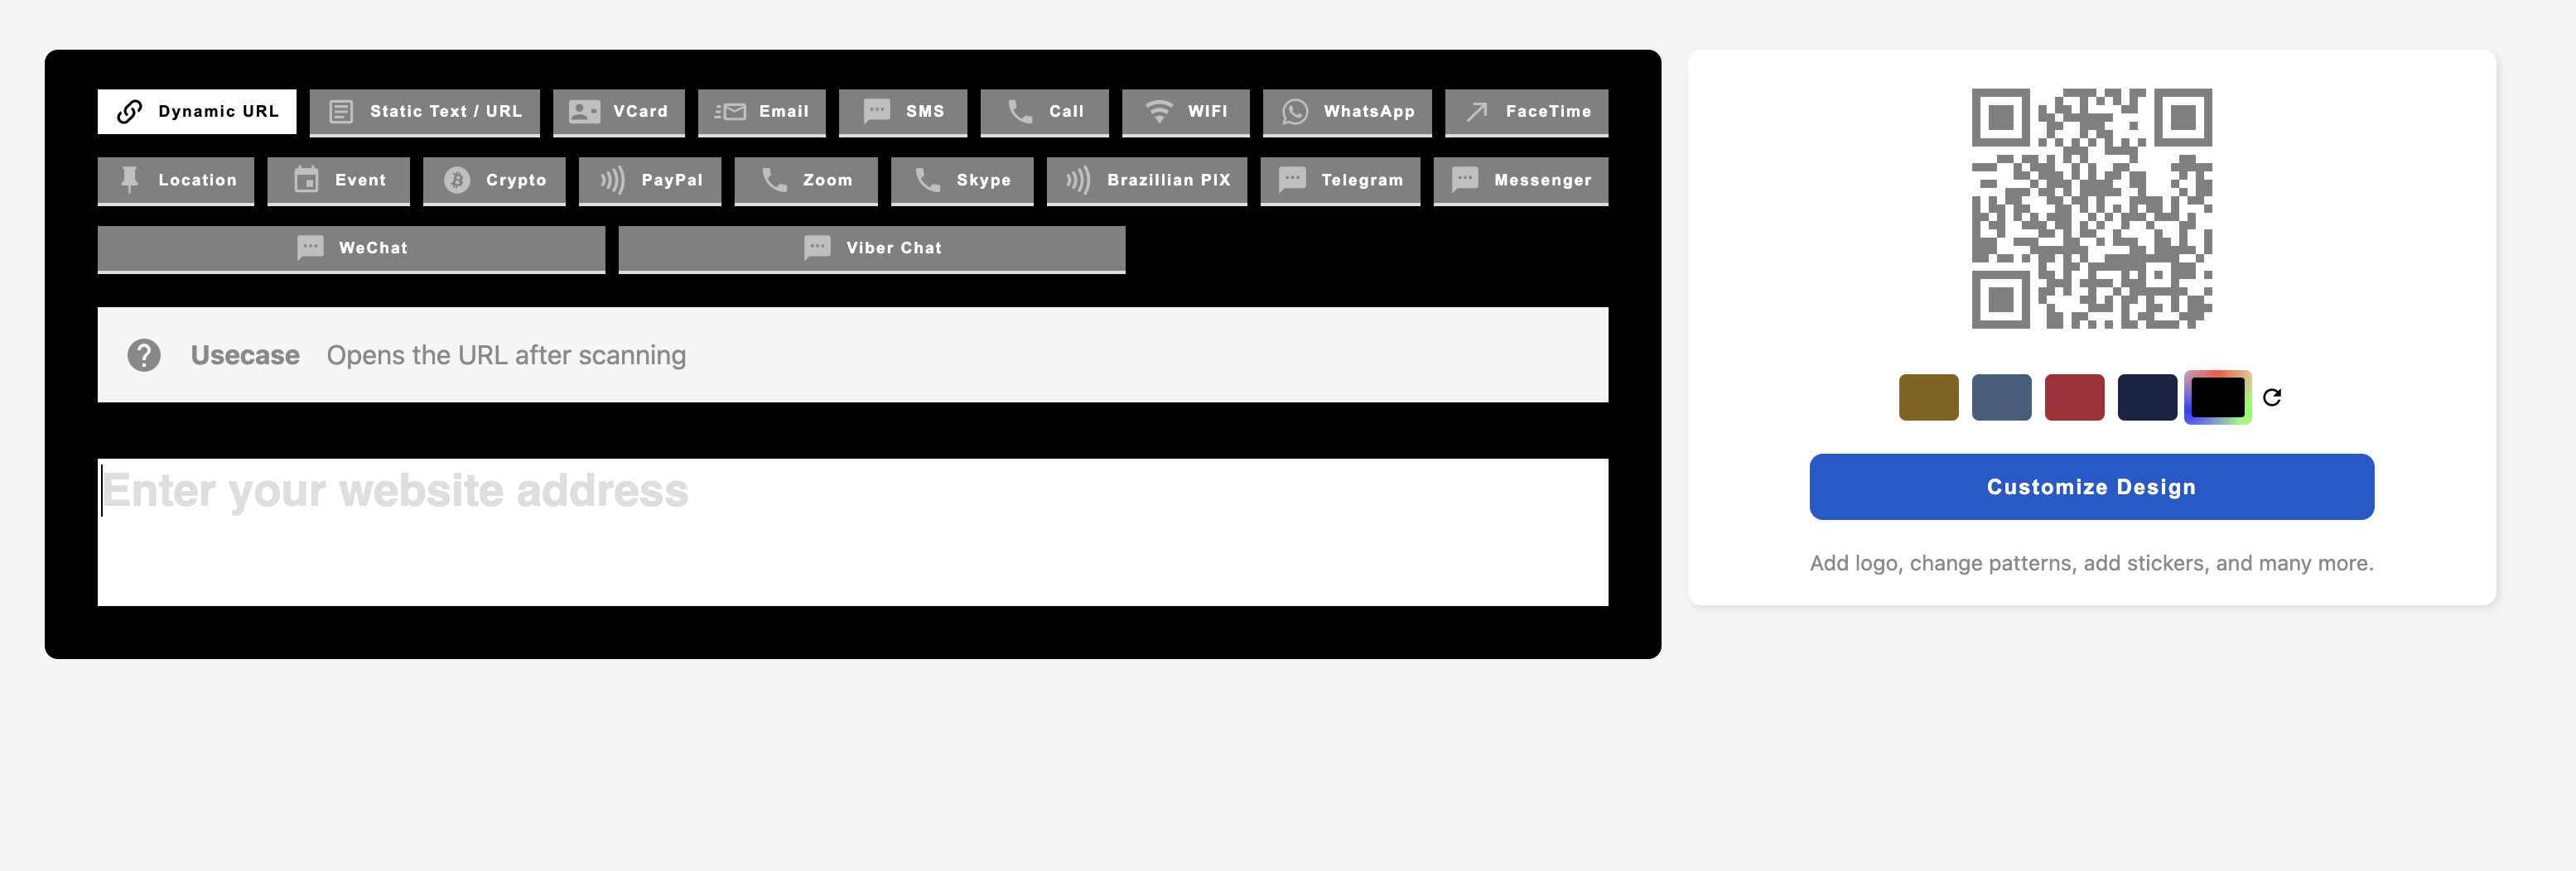 Dynamic URL Static Text / URL VCard Email SMS Call WIFI WhatsApp FaceTime
Location Event Crypto PayPal Zoom Skype Brazillian PIX Telegram Messenger
WeChat Viber Chat
Usecase Opens the URL after scanning
Enter your website address
Customize Design
Add logo, change patterns, add stickers, and many more.